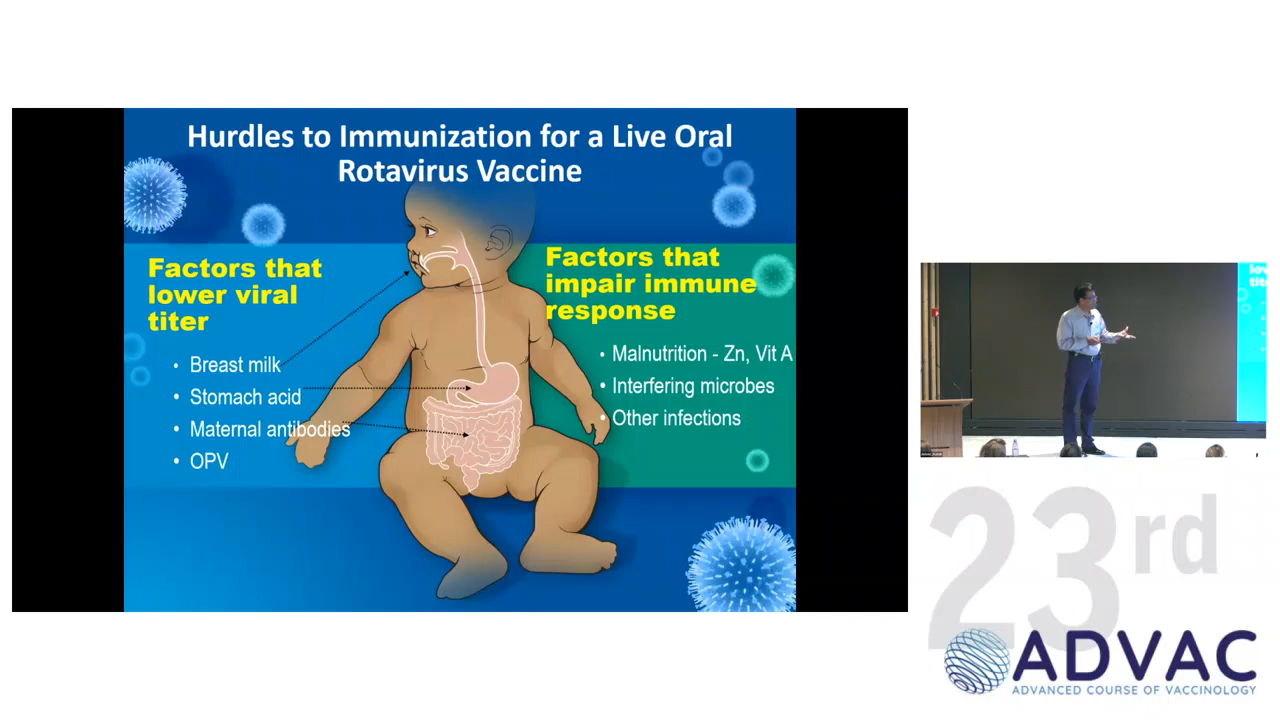 Hurdles to Immunization for a Live Oral
Rotavirus Vaccine
Factors that
lower viral
titer
• Breast milk
• Stomach acid
• Maternal antibodies
• OPV
Factors that
impair immune
response
• Malnutrition - Zn, Vit A
• Interfering microbes
• Other infections
23rd
ADVAC
ADVANCED COURSE OF VACCINOLOGY